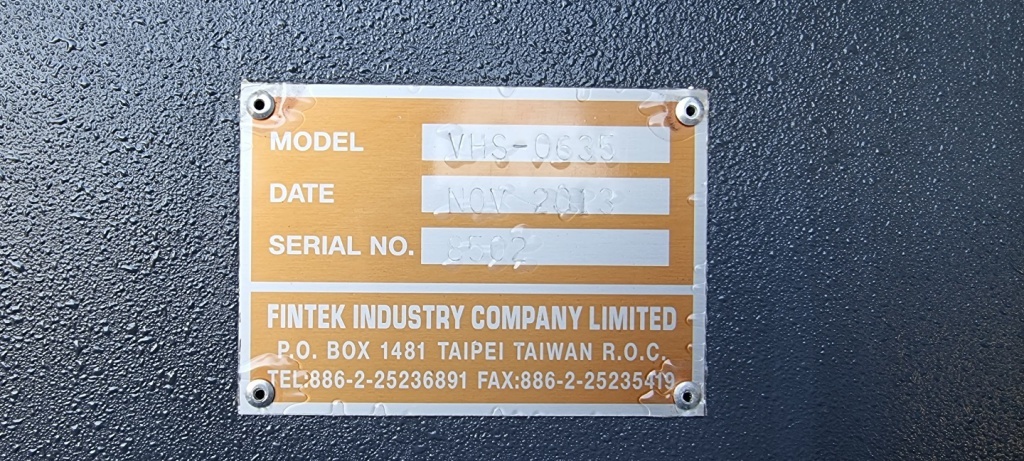 MODEL VHS-0635
DATE NOV 2013
SERIAL NO. 6502
FINTEK INDUSTRY COMPANY LIMITED
P.O. BOX 1481 TAIPEI TAIWAN R.O.C.
TEL:886-2-25236891 FAX:886-2-25235419